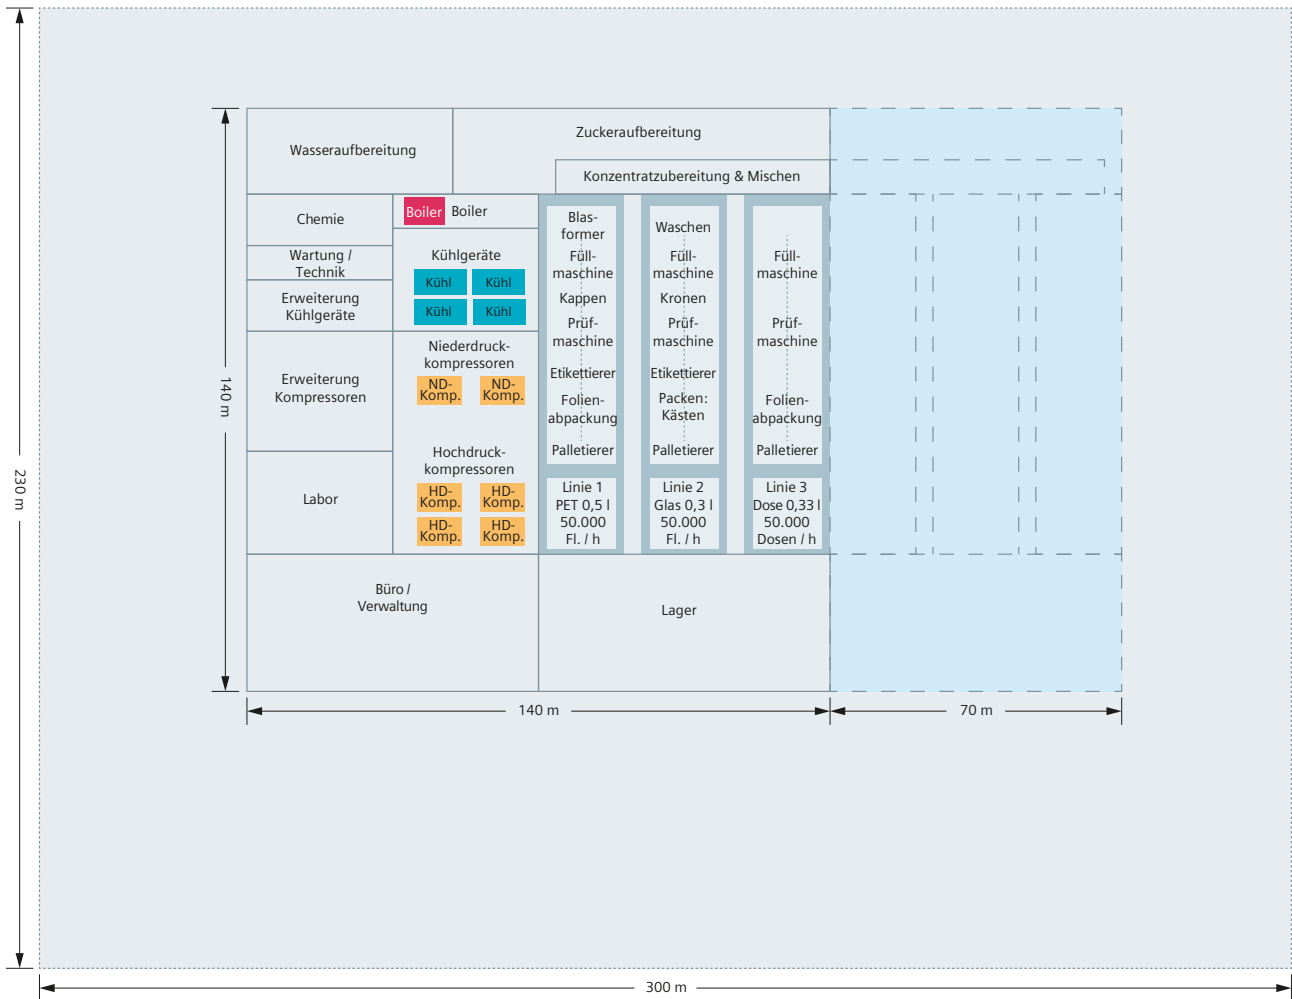 Wasseraufbereitung
Zuckeraufbereitung
Konzentratzubereitung & Mischen
Chemie
Wartung /
Technik
Erweiterung
Kühlgeräte
Erweiterung
Kompressoren
Labor
Boiler Boiler
Kühlgeräte
Kühl Kühl
Kühl Kühl
Niederdruck-
kompressoren
ND- ND-
Komp. Komp.
Hochdruck-
kompressoren
HD- HD-
Komp. Komp.
HD- HD-
Komp. Komp.
Blas-
former
Füll-
maschine
Kappen
Prüf-
maschine
Etikettierer
Folien-
abpackung
Palletierer
Linie 1
PET 0,5 l
50.000
Fl. / h
Waschen
Füll-
maschine
Kronen
Prüf-
maschine
Etikettierer
Packen:
Kästen
Palletierer
Linie 2
Glas 0,3 l
50.000
Fl. / h
Füll-
maschine
Prüf-
maschine
Folien-
abpackung
Palletierer
Linie 3
Dose 0,33 l
50.000
Dosen / h
Büro /
Verwaltung
Lager
140 m
230 m
140 m
70 m
300 m